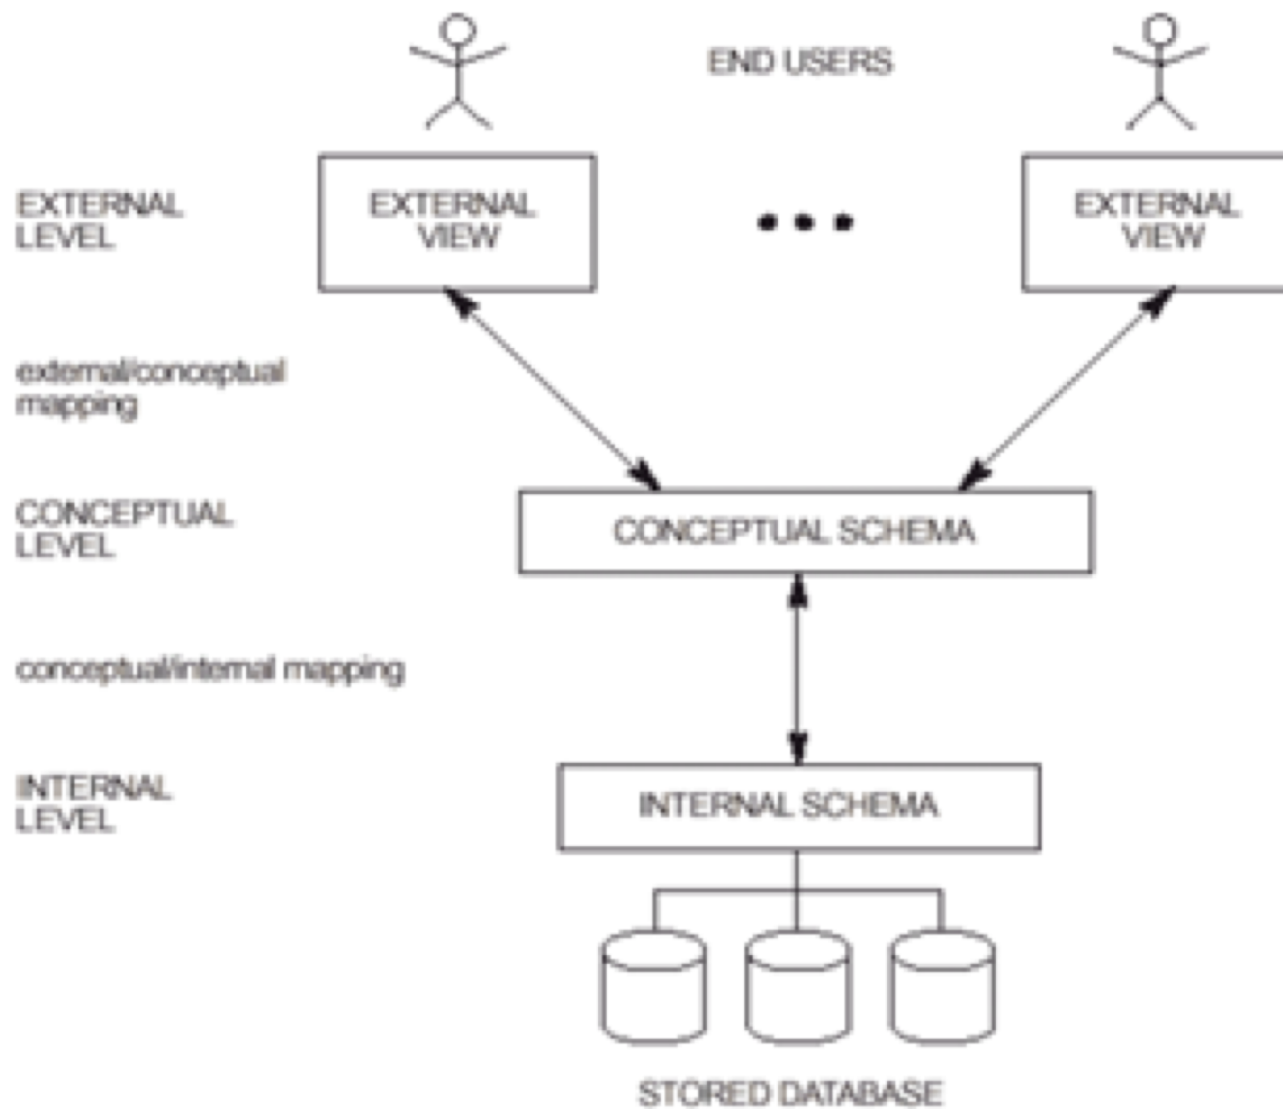 END USERS
EXTERNAL
LEVEL
EXTERNAL
VIEW
EXTERNAL
VIEW
external/conceptual
mapping
CONCEPTUAL
LEVEL
CONCEPTUAL SCHEMA
conceptual/internal mapping
INTERNAL
LEVEL
INTERNAL SCHEMA
STORED DATABASE